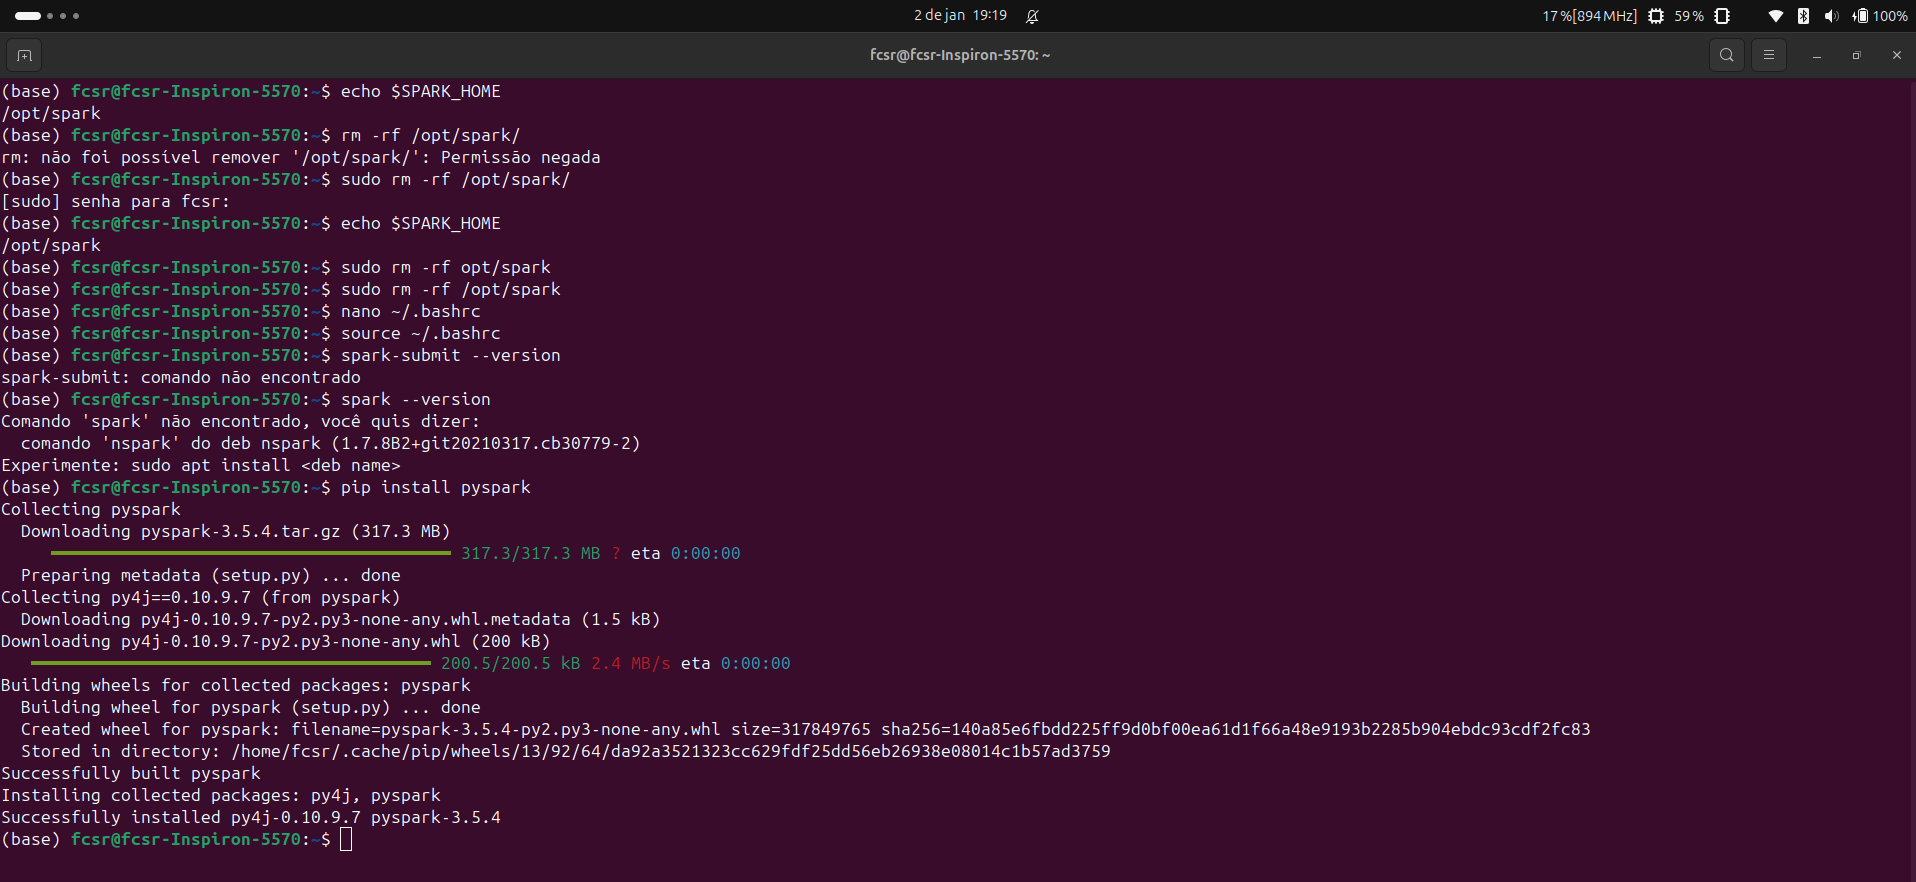 2 de jan 19:19
17 %[894 MHz] 59 % 100%
fcsr@fcsr-Inspiron-5570: ~
(base) fcsr@fcsr-Inspiron-5570:~$ echo $SPARK_HOME
/opt/spark
(base) fcsr@fcsr-Inspiron-5570:~$ rm -rf /opt/spark/
rm: não foi possível remover '/opt/spark/': Permissão negada
(base) fcsr@fcsr-Inspiron-5570:~$ sudo rm -rf /opt/spark/
[sudo] senha para fcsr:
(base) fcsr@fcsr-Inspiron-5570:~$ echo $SPARK_HOME
/opt/spark
(base) fcsr@fcsr-Inspiron-5570:~$ sudo rm -rf opt/spark
(base) fcsr@fcsr-Inspiron-5570:~$ sudo rm -rf /opt/spark
(base) fcsr@fcsr-Inspiron-5570:~$ nano ~/.bashrc
(base) fcsr@fcsr-Inspiron-5570:~$ source ~/.bashrc
(base) fcsr@fcsr-Inspiron-5570:~$ spark-submit --version
spark-submit: comando não encontrado
(base) fcsr@fcsr-Inspiron-5570:~$ spark --version
Comando 'spark' não encontrado, você quis dizer:
  comando 'nspark' do deb nspark (1.7.8B2+git20210317.cb30779-2)
Experimente: sudo apt install <deb name>
(base) fcsr@fcsr-Inspiron-5570:~$ pip install pyspark
Collecting pyspark
  Downloading pyspark-3.5.4.tar.gz (317.3 MB)
317.3/317.3 MB ? eta 0:00:00
  Preparing metadata (setup.py) ... done
Collecting py4j==0.10.9.7 (from pyspark)
  Downloading py4j-0.10.9.7-py2.py3-none-any.whl.metadata (1.5 kB)
Downloading py4j-0.10.9.7-py2.py3-none-any.whl (200 kB)
200.5/200.5 kB 2.4 MB/s eta 0:00:00
Building wheels for collected packages: pyspark
  Building wheel for pyspark (setup.py) ... done
  Created wheel for pyspark: filename=pyspark-3.5.4-py2.py3-none-any.whl size=317849765 sha256=140a85e6fbdd225ff9d0bf00ea61d1f66a48e9193b2285b904ebdc93cdf2fc83
  Stored in directory: /home/fcsr/.cache/pip/wheels/13/92/64/da92a3521323cc629fdf25dd56eb26938e08014c1b57ad3759
Successfully built pyspark
Installing collected packages: py4j, pyspark
Successfully installed py4j-0.10.9.7 pyspark-3.5.4
(base) fcsr@fcsr-Inspiron-5570:~$